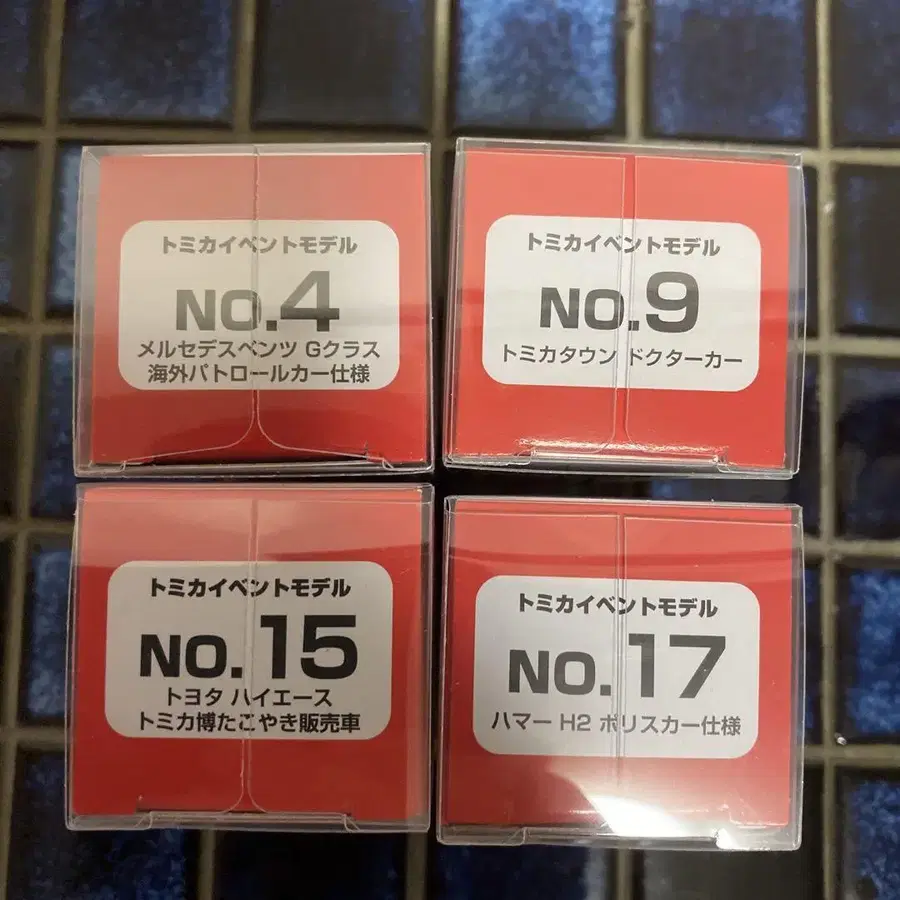 トミカイベントモデル
NO.4
メルセデスベンツ Gクラス
海外パトロールカー仕様
トミカイベントモデル
NO.9
トミカタウン ドクターカー
トミカイベントモデル
NO.15
トヨタ ハイエース
トミカ博たこやき販売車
トミカイベントモデル
NO.17
ハマー H2 ポリスカー仕様